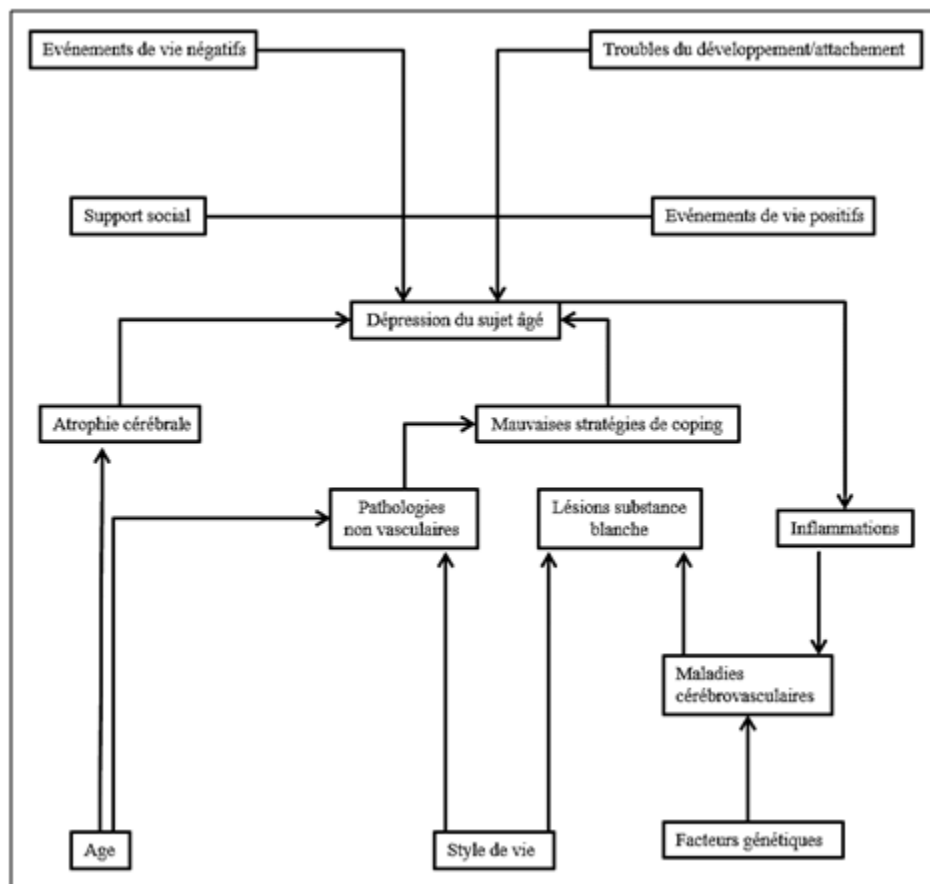 Evénements de vie négatifs
Troubles du développement/attachement
Support social
Evénements de vie positifs
Dépression du sujet âgé
Atrophie cérébrale
Mauvaises stratégies de coping
Pathologies
non vasculaires
Lésions substance
blanche
Inflammations
Maladies
cérébrovasculaires
Age
Style de vie
Facteurs génétiques